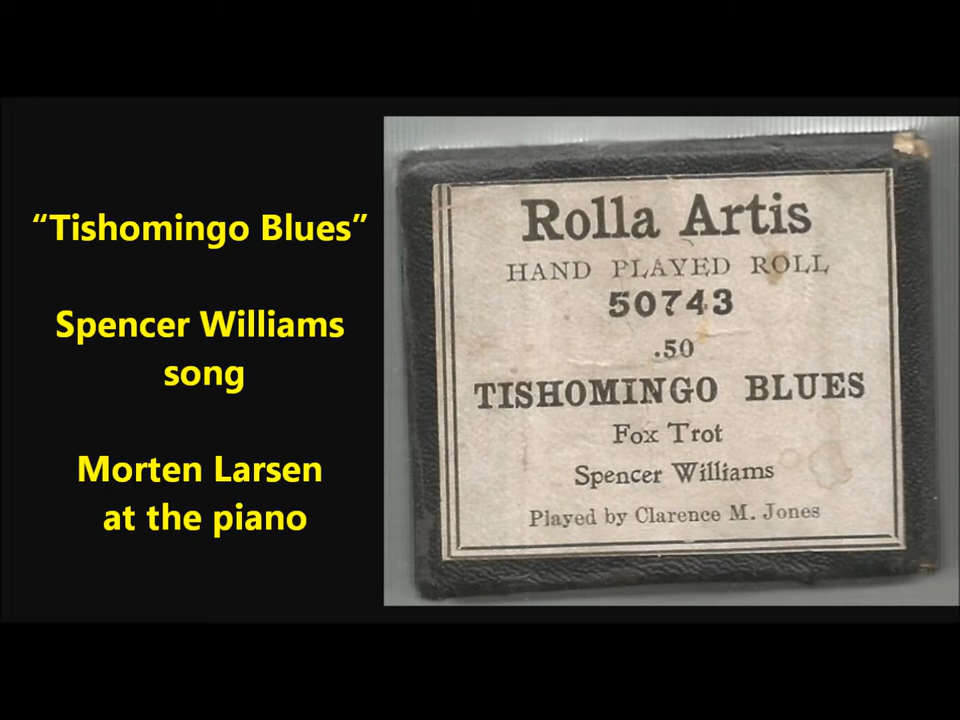 “Tishomingo Blues”
Spencer Williams
song
Morten Larsen
at the piano
Rolla Artis
HAND PLAYED ROLL
50743
.50
TISHOMINGO BLUES
Fox Trot
Spencer Williams
Played by Clarence M. Jones